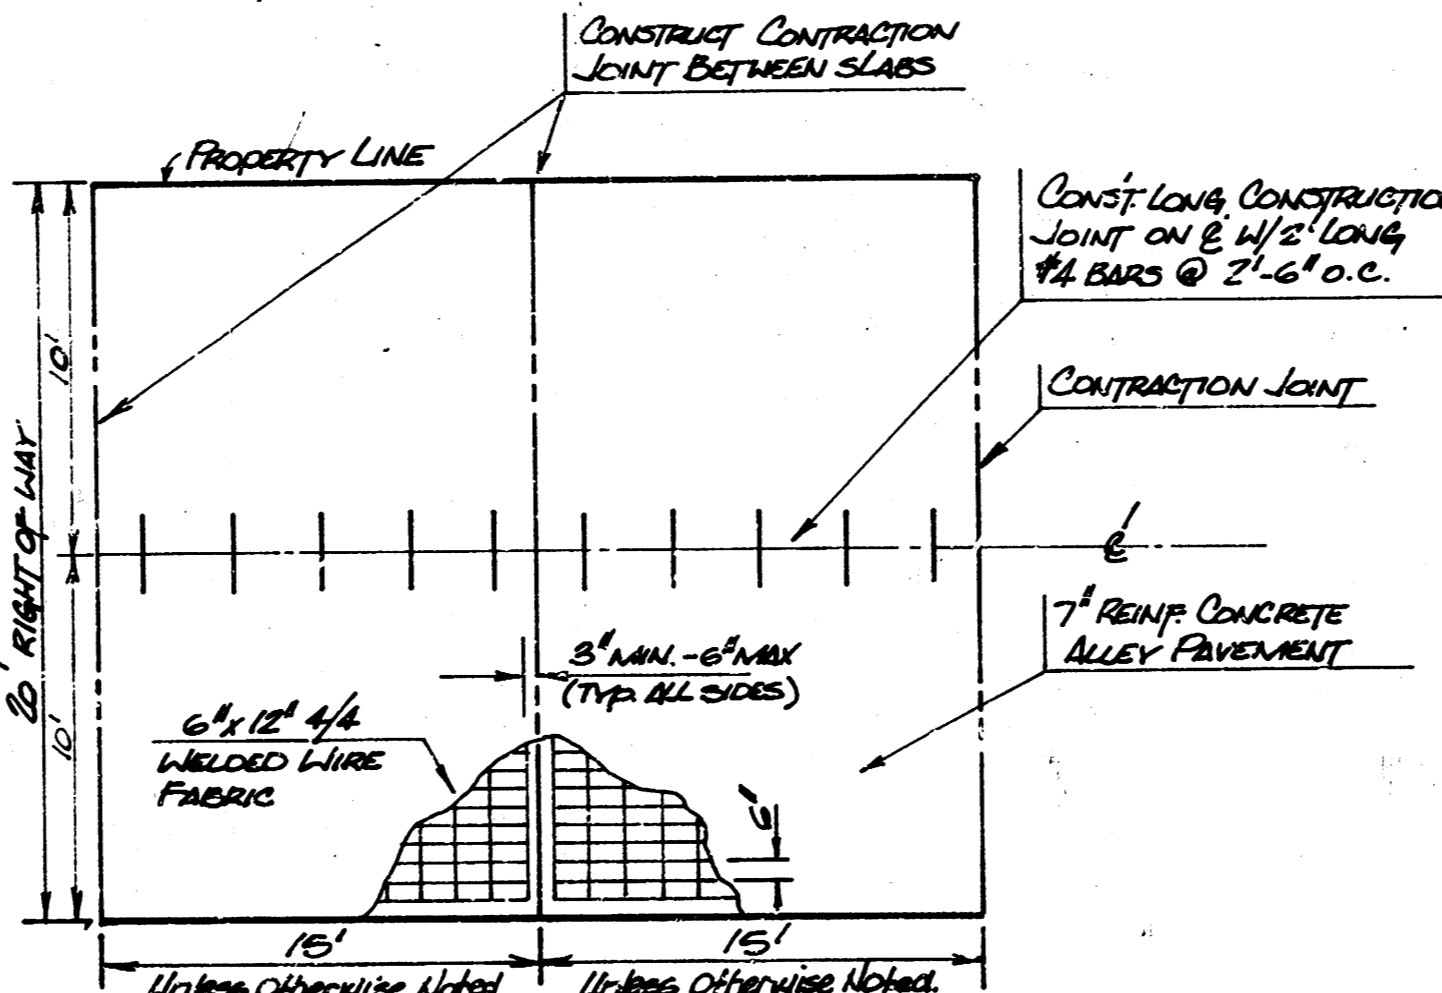 CONSTRUCT CONTRACTION
JOINT BETWEEN SLABS
PROPERTY LINE
CONST. LONG. CONSTRUCTIO
JOINT ON ℄ W/2' LONG
#4 BARS @ 2'-6" O.C.
10'
CONTRACTION JOINT
20' RIGHT OF WAY
℄
7" REINF. CONCRETE
ALLEY PAVEMENT
3" MIN. - 6" MAX
(TYP. ALL SIDES)
10'
6" x 12" 4/4
WELDED WIRE
FABRIC
6"
15'
15'
Unless Otherwise Noted
Unless Otherwise Noted.